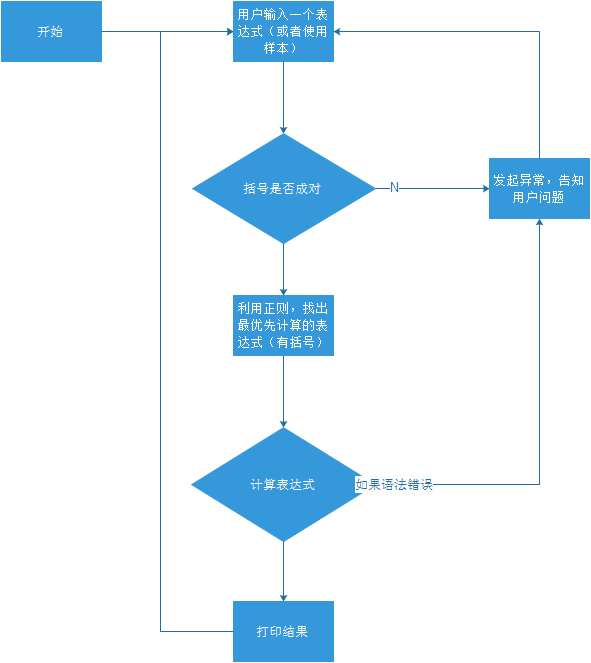 开始
用户输入一个表
达式（或者使用
样本）
括号是否成对
N
发起异常，告知
用户问题
利用正则，找出
最优先计算的表
达式（有括号）
计算表达式
如果语法错误
打印结果